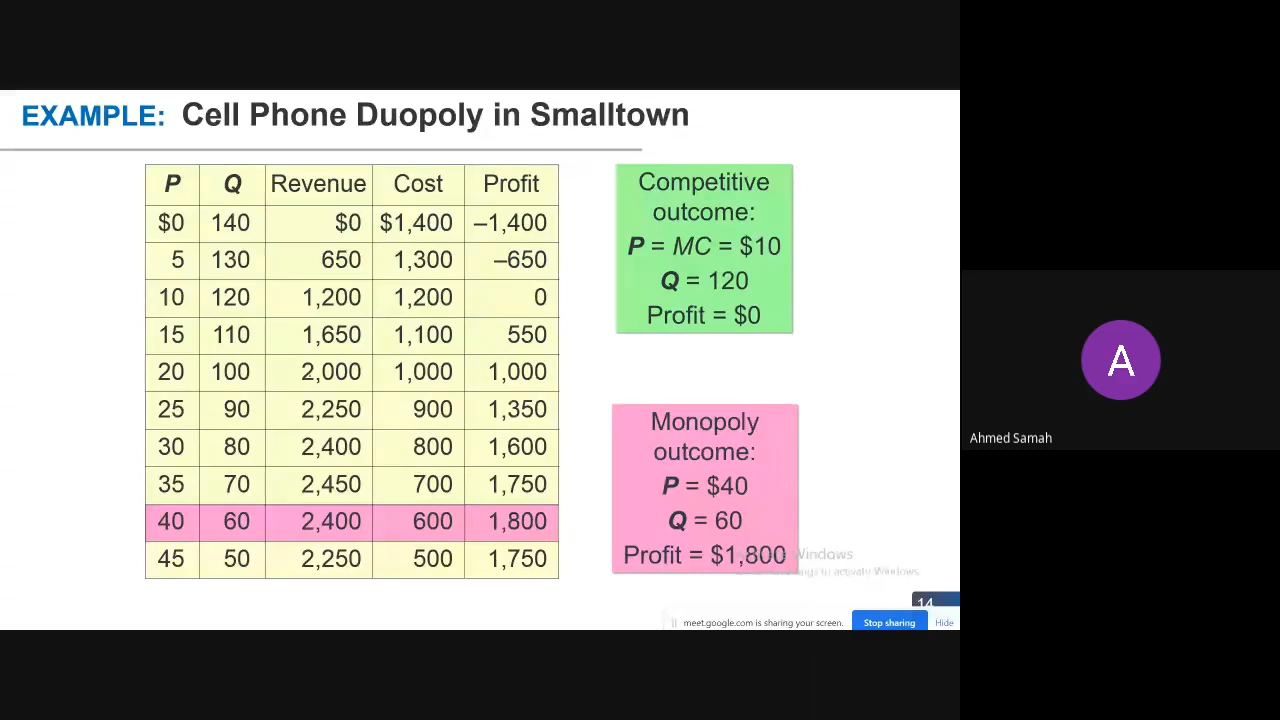 EXAMPLE: Cell Phone Duopoly in Smalltown
P Q Revenue Cost Profit
$0 140 $0 $1,400 –1,400
5 130 650 1,300 –650
10 120 1,200 1,200 0
15 110 1,650 1,100 550
20 100 2,000 1,000 1,000
25 90 2,250 900 1,350
30 80 2,400 800 1,600
35 70 2,450 700 1,750
40 60 2,400 600 1,800
45 50 2,250 500 1,750
Competitive
outcome:
P = MC = $10
Q = 120
Profit = $0
Monopoly
outcome:
P = $40
Q = 60
Profit = $1,800
Windows
to activate Windows.
14
meet.google.com is sharing your screen.
Stop sharing
Hide
A
Ahmed Samah